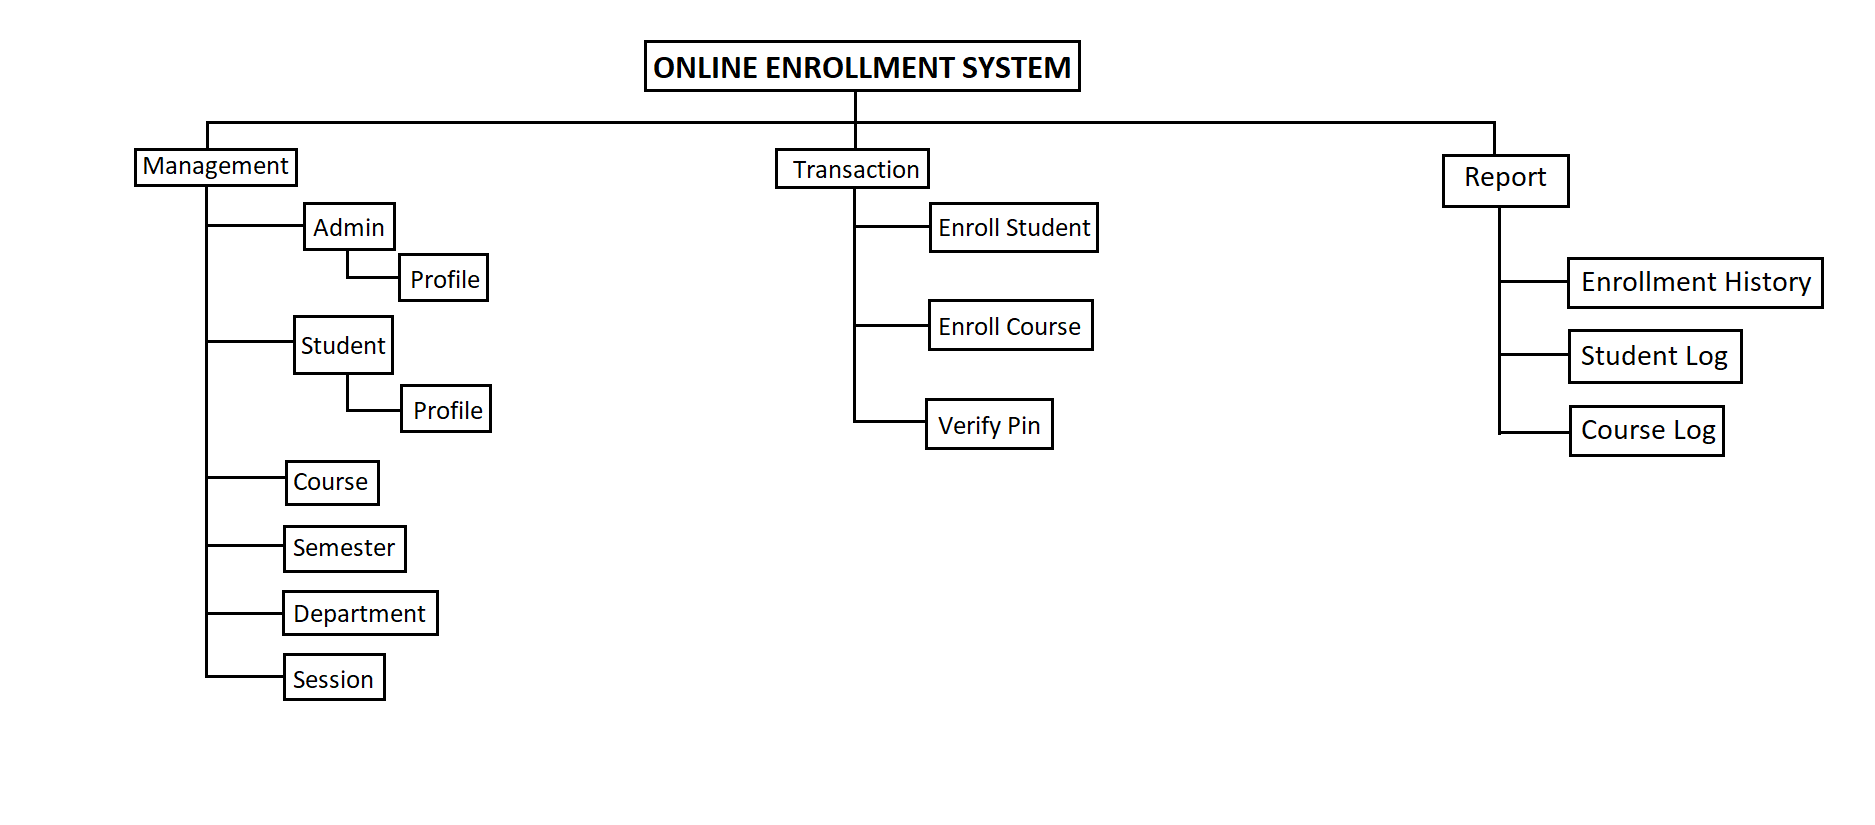 ONLINE ENROLLMENT SYSTEM
Management
Admin
Profile
Student
Profile
Course
Semester
Department
Session
Transaction
Enroll Student
Enroll Course
Verify Pin
Report
Enrollment History
Student Log
Course Log